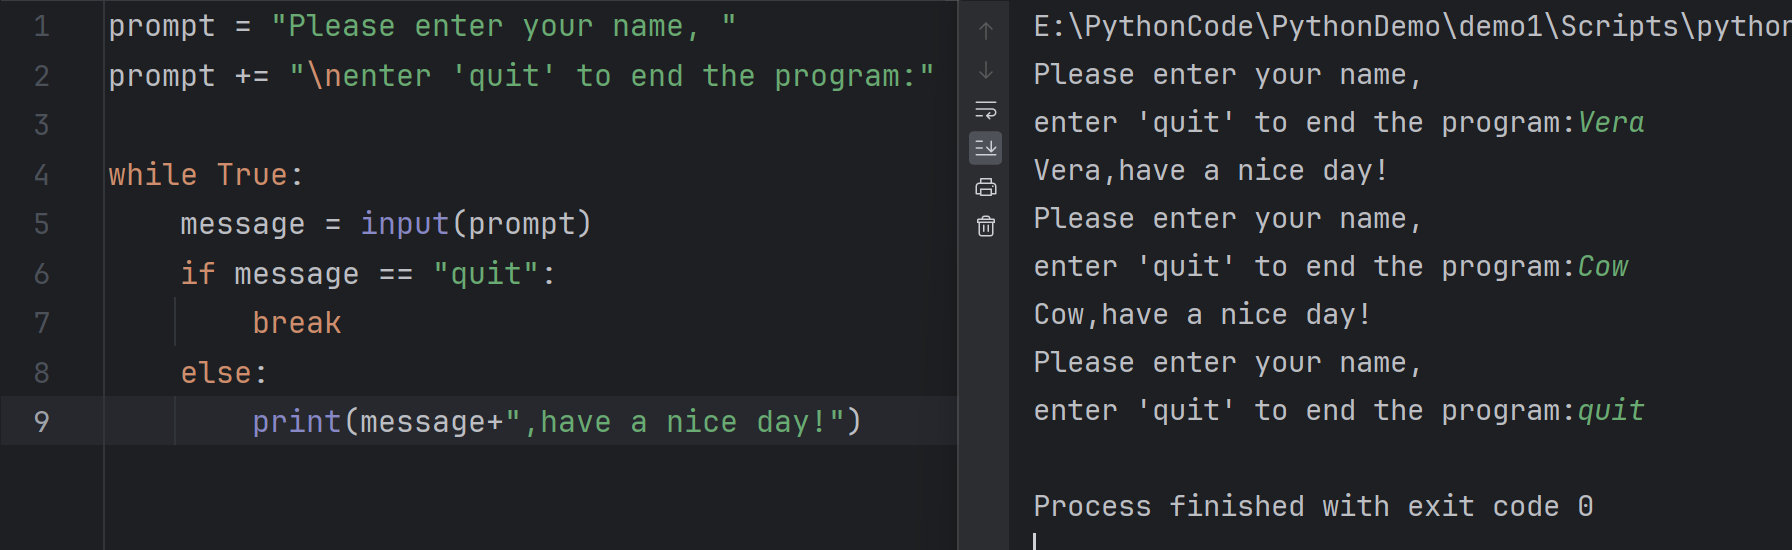 1 prompt = "Please enter your name, "
2 prompt += "\nenter 'quit' to end the program:"
3
4 while True:
5     message = input(prompt)
6     if message == "quit":
7         break
8     else:
9         print(message+",have a nice day!")
E:\PythonCode\PythonDemo\demo1\Scripts\python
Please enter your name,
enter 'quit' to end the program:Vera
Vera,have a nice day!
Please enter your name,
enter 'quit' to end the program:Cow
Cow,have a nice day!
Please enter your name,
enter 'quit' to end the program:quit
Process finished with exit code 0